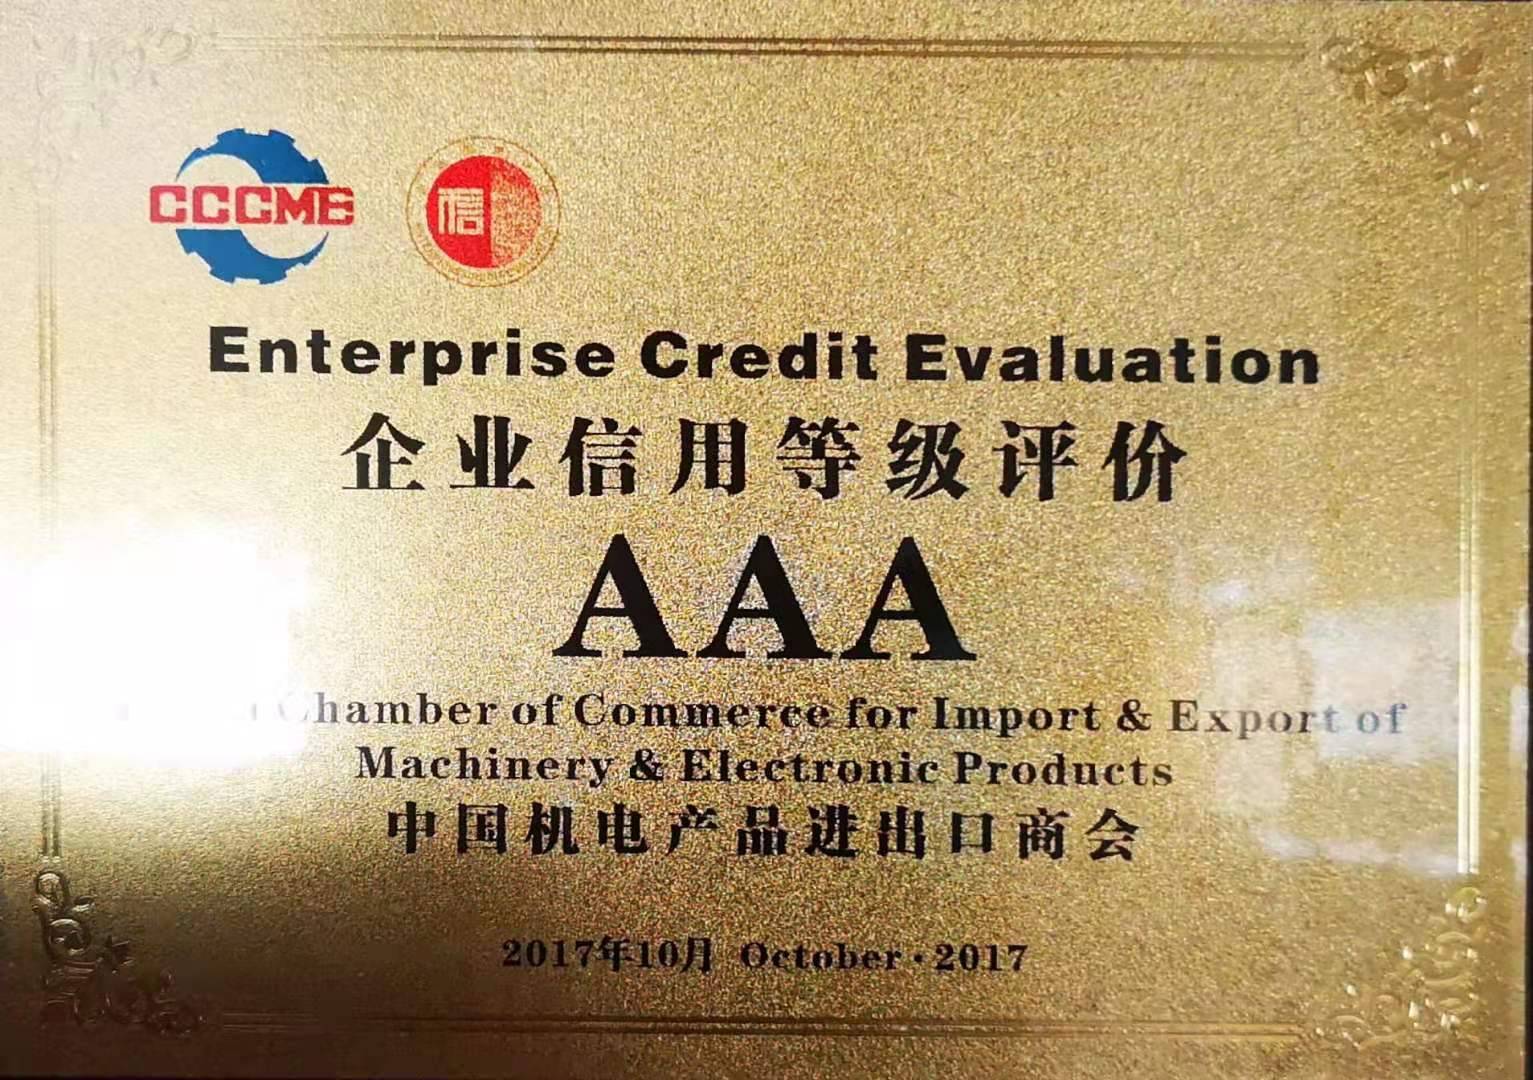 CCCME
信
Enterprise Credit Evaluation
企业信用等级评价
AAA
Chamber of Commerce for Import & Export of
Machinery & Electronic Products
中国机电产品进出口商会
2017年10月 October·2017